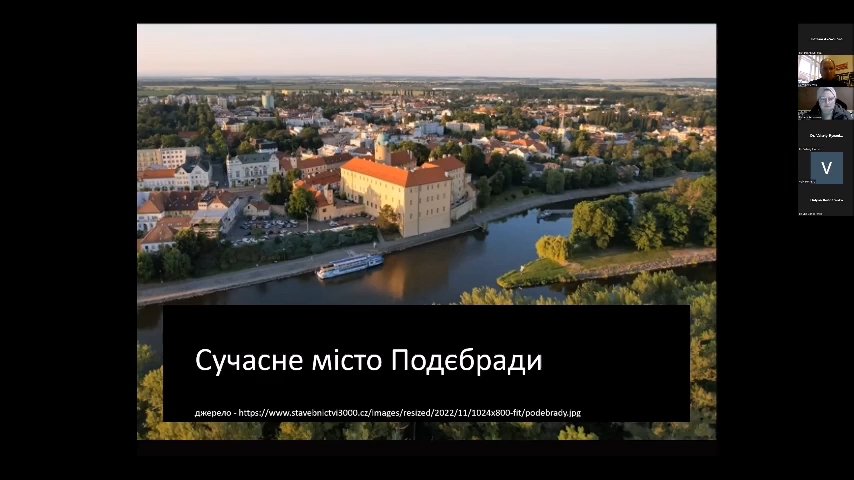 Сучасне місто Подєбради
джерело - https://www.stavebnictvi3000.cz/images/resized/2022/11/1024x800-fit/podebrady.jpg
V